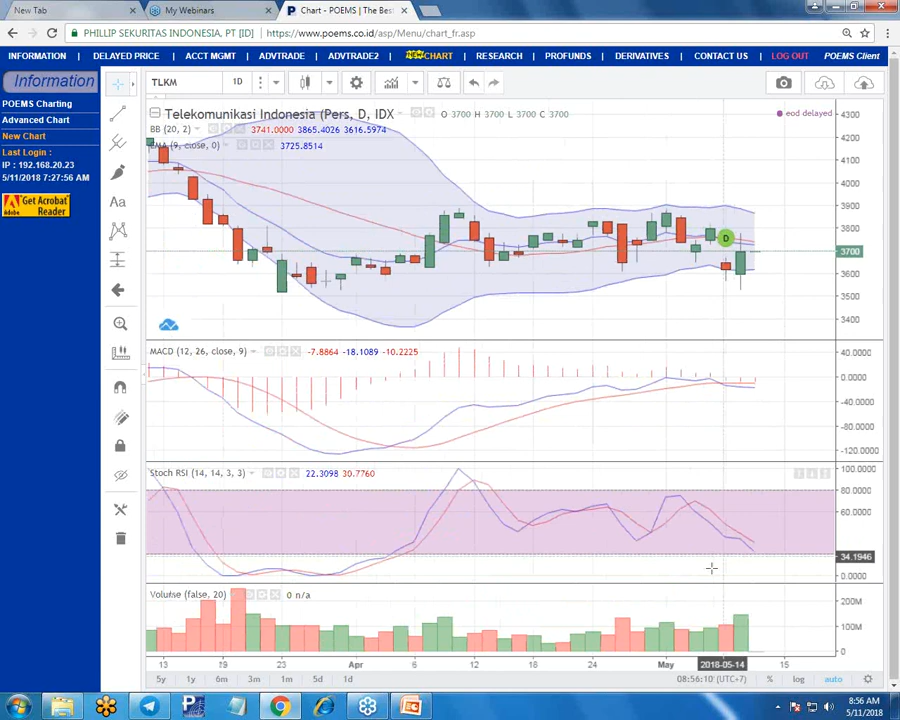 New Tab
My Webinars
Chart - POEMS | The Bes
PHILLIP SEKURITAS INDONESIA, PT [ID]
https://www.poems.co.id/asp/Menu/chart_fr.asp
INFORMATION DELAYED PRICE ACCT MGMT ADVTRADE ADVTRADE2 NEW CHART RESEARCH PROFUNDS DERIVATIVES CONTACT US LOG OUT POEMS Client
Information
POEMS Charting
Advanced Chart
New Chart
Last Login :
IP : 192.168.20.23
5/11/2018 7:27:56 AM
Get Acrobat
Reader
TLKM 1D
Aa
Telekomunikasi Indonesia (Pers, D, IDX O 3700 H 3700 L 3700 C 3700
eod delayed
BB (20, 2) 3741.0000 3865.4026 3616.5974
EMA (9, close, 0) 3725.8514
D
4300
4200
4100
4000
3900
3800
3700
3600
3500
3400
MACD (12, 26, close, 9) -7.8864 -18.1089 -10.2225
40.0000
0.0000
-40.0000
-80.0000
-120.0000
Stoch RSI (14, 14, 3, 3) 22.3098 30.7760
100.0000
80.0000
60.0000
34.1946
0.0000
Volume (false, 20) 0 n/a
200M
100M
0
13 19 23 Apr 6 12 18 24 May 2018-05-14 15
5y 1y 6m 3m 1m 5d 1d 08:56:10 (UTC+7) % log auto
8:56 AM
5/11/2018